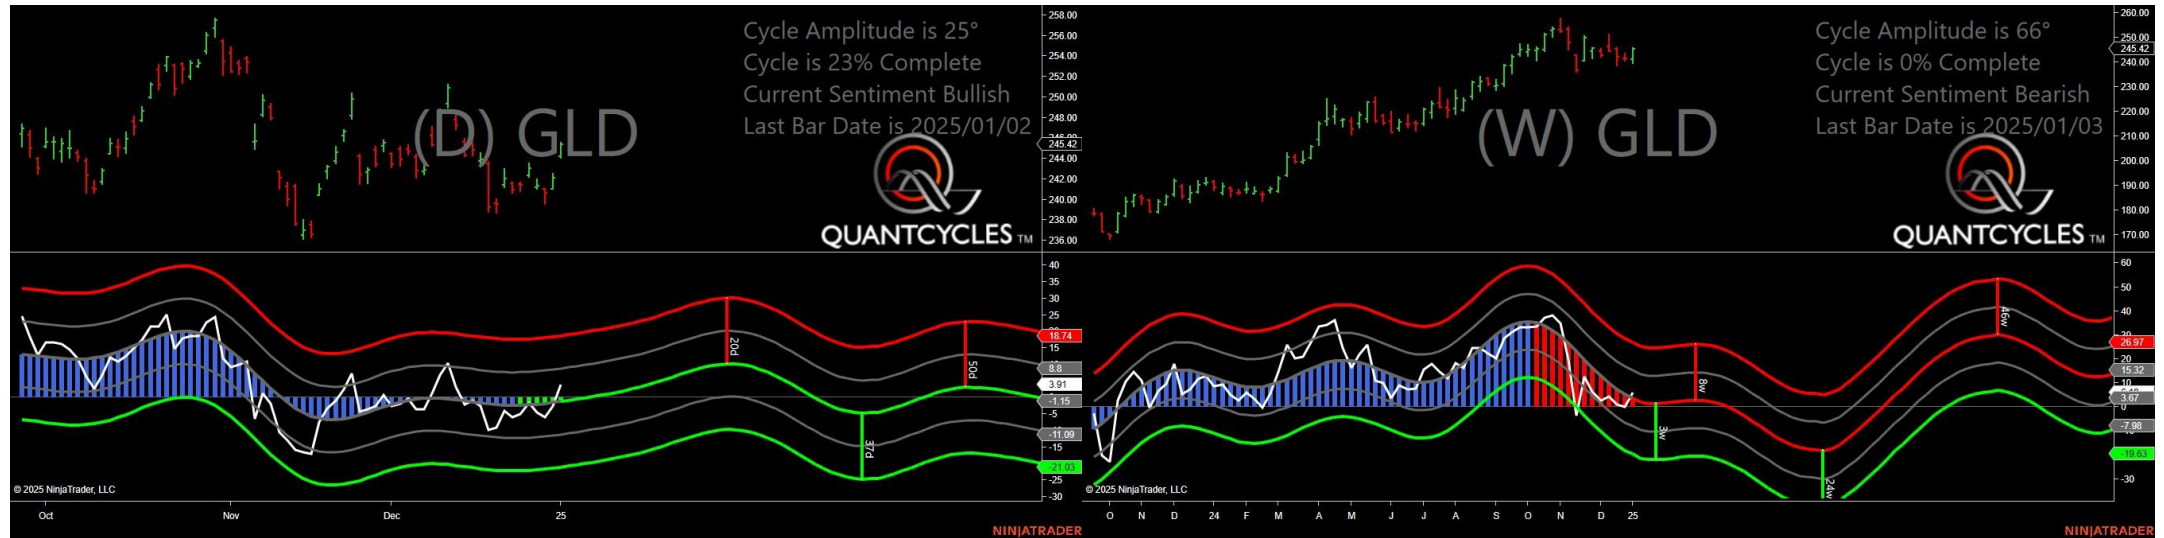 Cycle Amplitude is 25°
Cycle is 23% Complete
Current Sentiment Bullish
Last Bar Date is 2025/01/02
(D) GLD
QUANTCYCLES TM
258.00
256.00
254.00
252.00
250.00
248.00
246.00
245.42
244.00
242.00
240.00
238.00
236.00
40
35
30
25
20
18.74
15
8.8
3.91
-1.15
-5
-11.09
-15
-21.03
-25
-30
20d
50d
37d
© 2025 NinjaTrader, LLC
Oct
Nov
Dec
25
NINJATRADER
Cycle Amplitude is 66°
Cycle is 0% Complete
Current Sentiment Bearish
Last Bar Date is 2025/01/03
(W) GLD
QUANTCYCLES TM
260.00
250.00
245.42
240.00
230.00
220.00
210.00
200.00
190.00
180.00
170.00
60
50
40
30
26.97
20
15.32
10
3.67
0
-7.98
-19.63
-30
46w
8w
3w
24w
© 2025 NinjaTrader, LLC
O N D 24 F M A M J J A S O N D 25
NINJATRADER